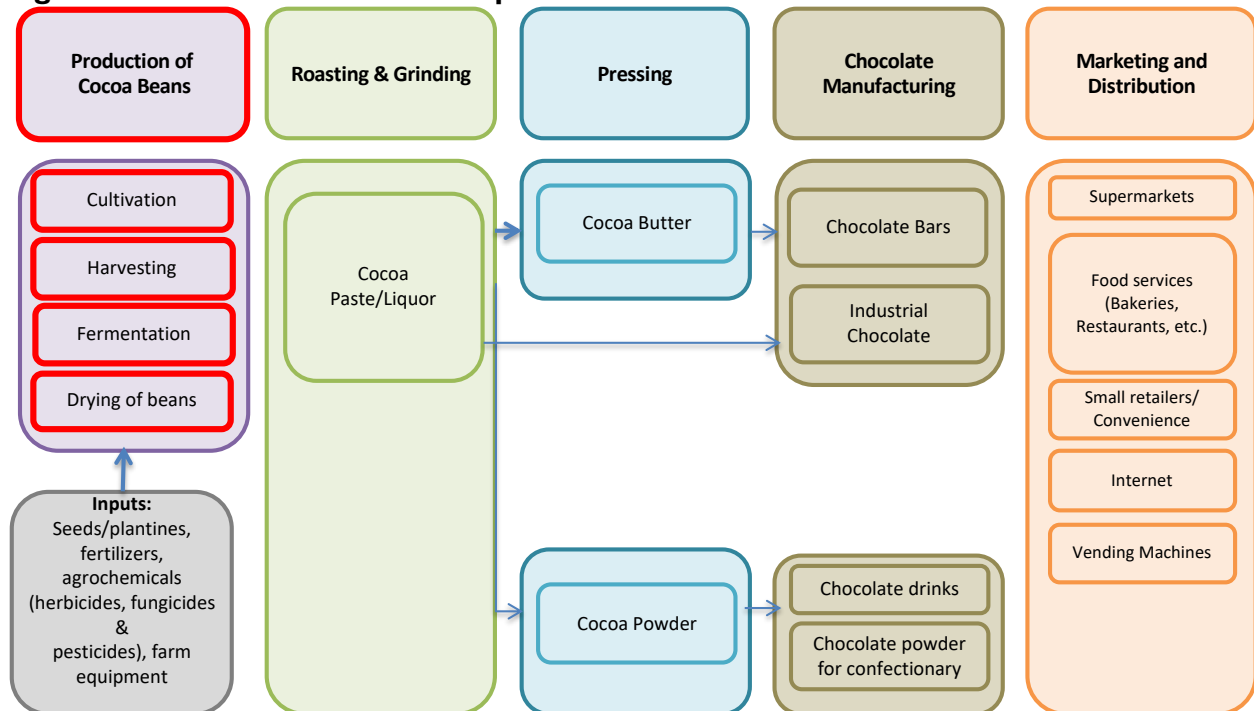 Production of
Cocoa Beans
Roasting & Grinding
Pressing
Chocolate
Manufacturing
Marketing and
Distribution
Cultivation
Harvesting
Fermentation
Drying of beans
Inputs:
Seeds/plantines,
fertilizers,
agrochemicals
(herbicides, fungicides
&
pesticides), farm
equipment
Cocoa
Paste/Liquor
Cocoa Butter
Cocoa Powder
Chocolate Bars
Industrial
Chocolate
Chocolate drinks
Chocolate powder
for confectionary
Supermarkets
Food services
(Bakeries,
Restaurants, etc.)
Small retailers/
Convenience
Internet
Vending Machines